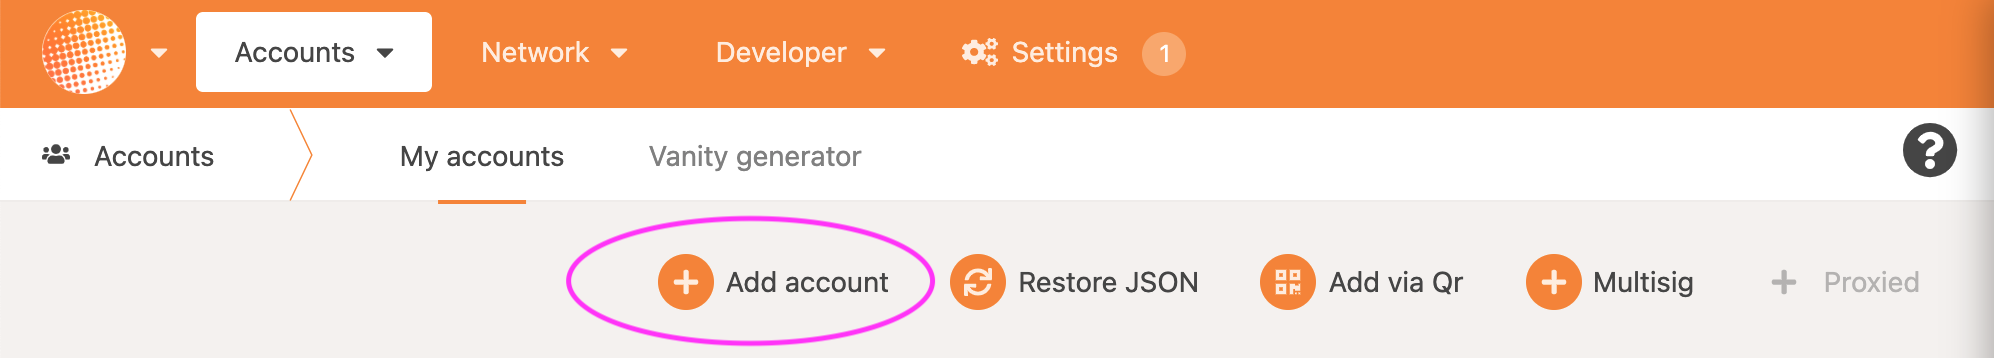 Accounts Network Developer Settings 1
Accounts My accounts Vanity generator ?
Add account Restore JSON Add via Qr Multisig Proxied